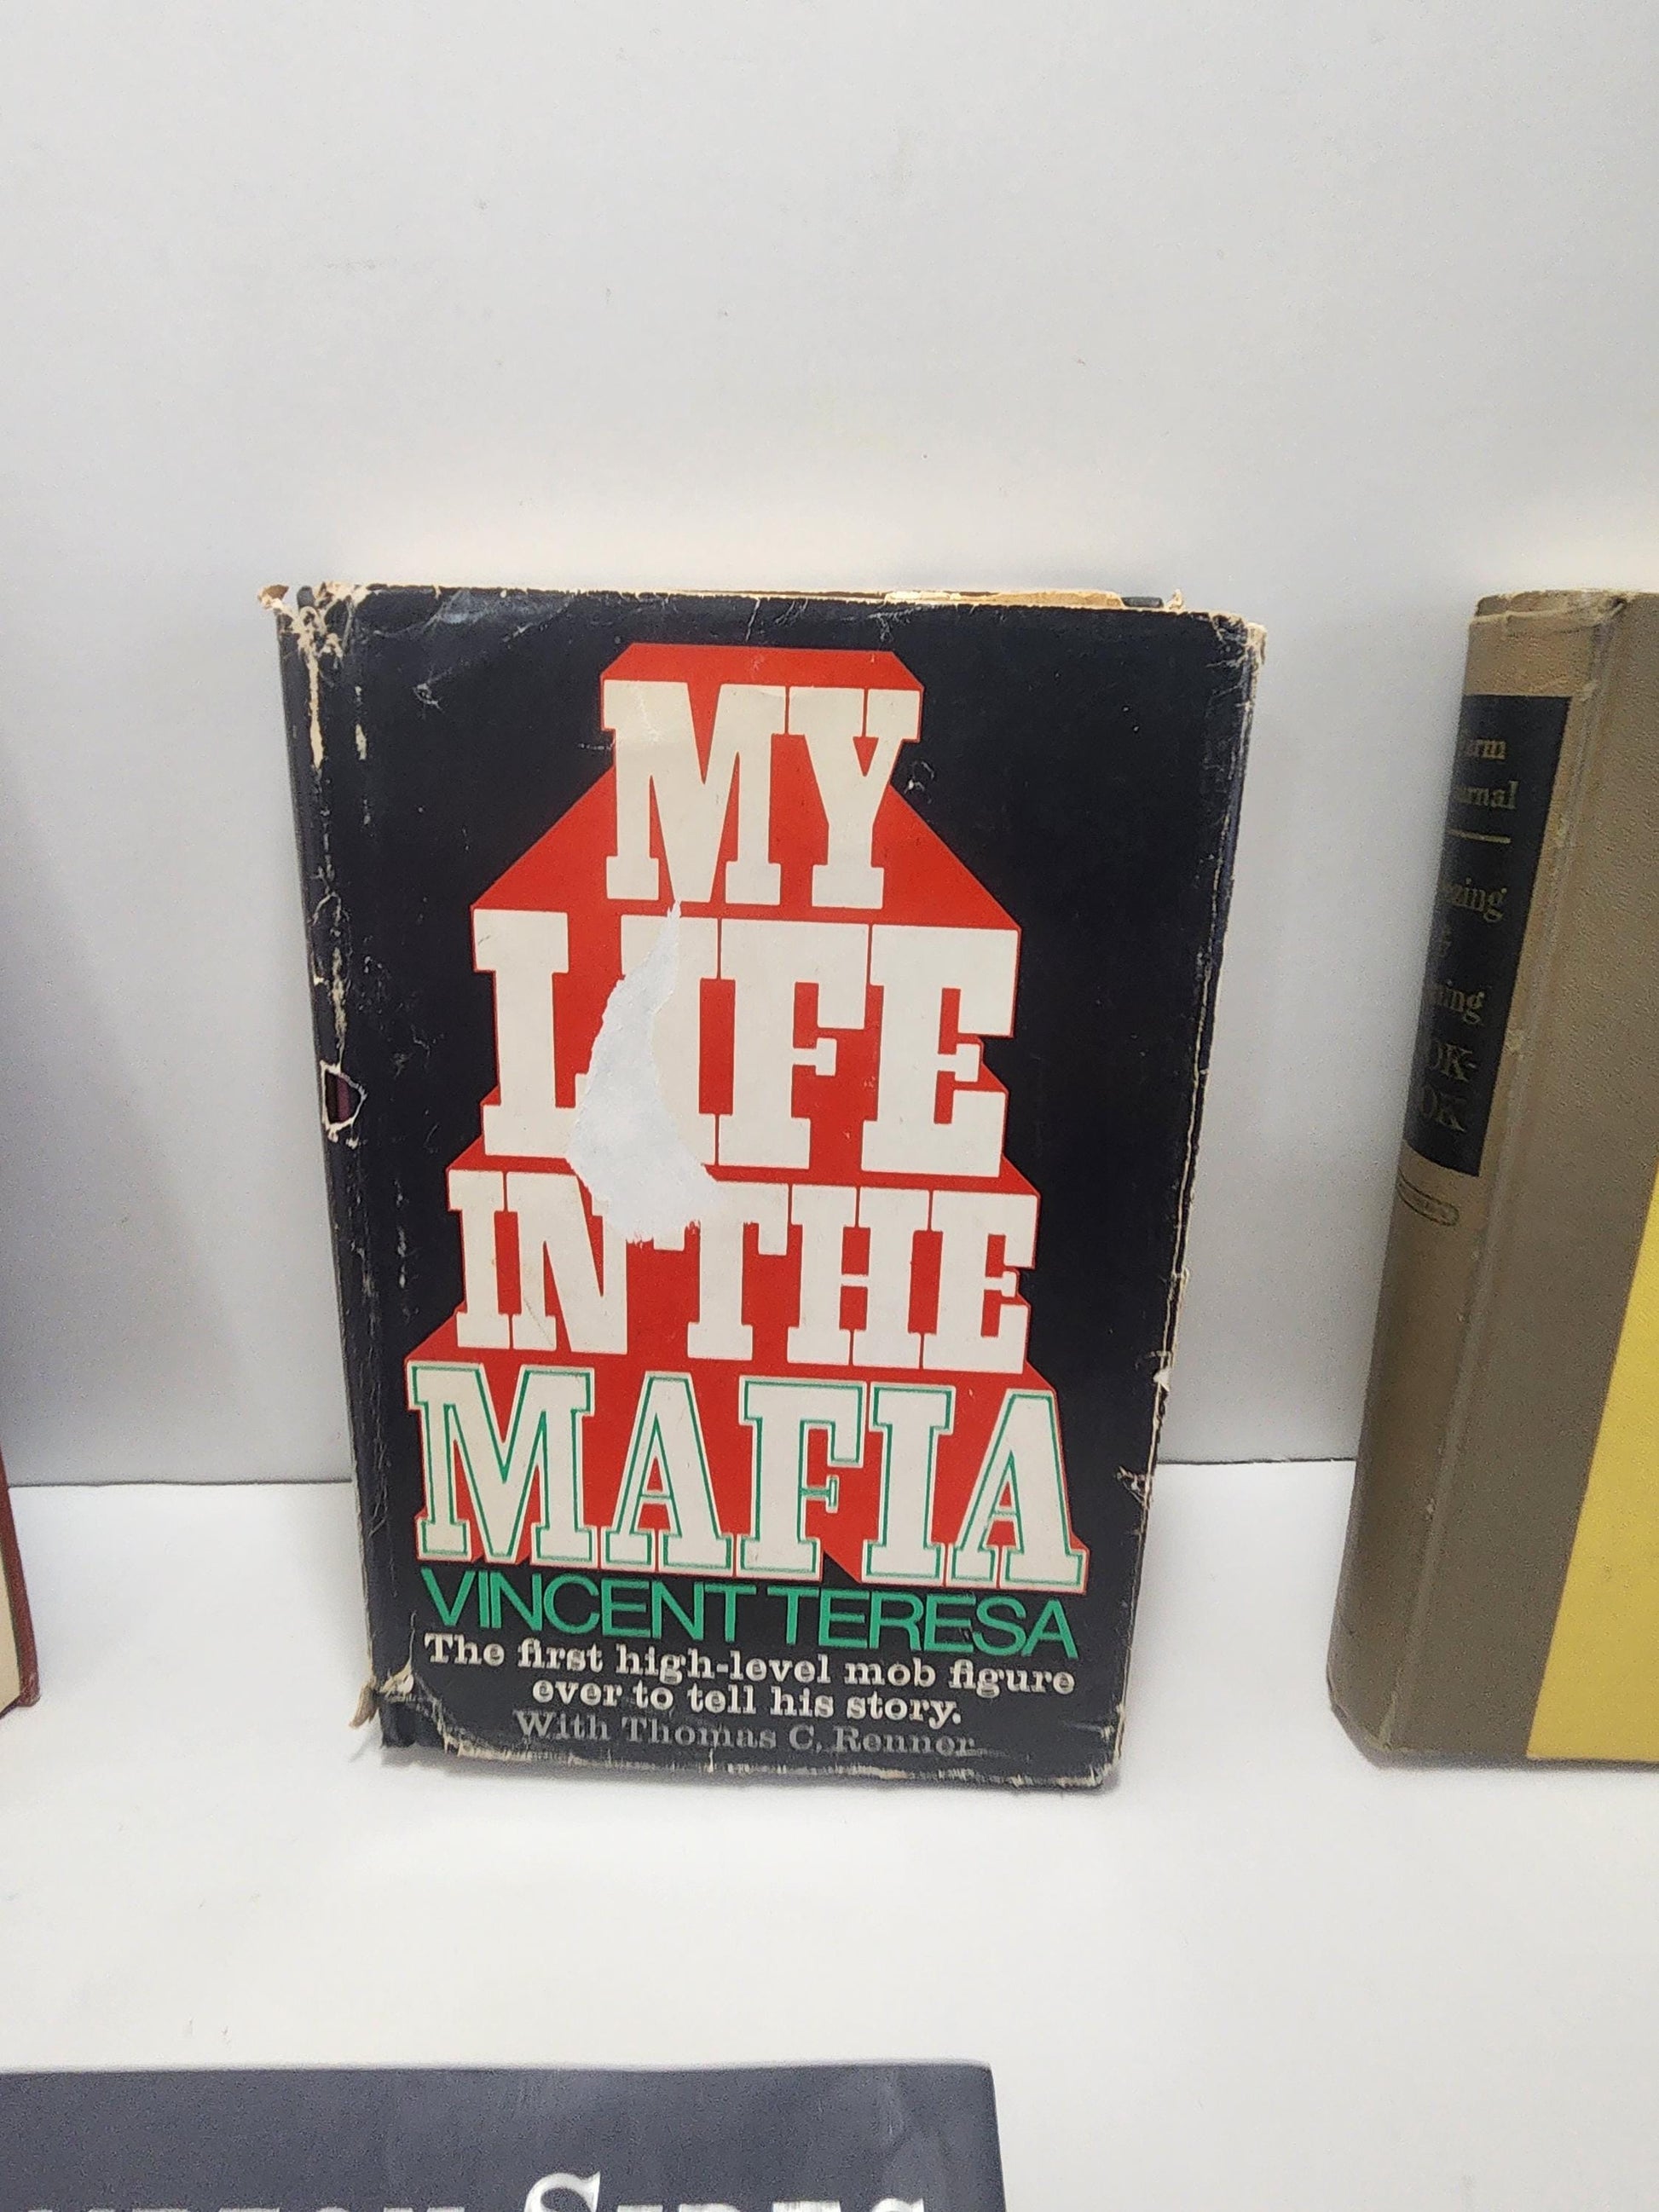 MY
LIFE
IN THE
MAFIA
VINCENT TERESA
The first high-level mob figure
ever to tell his story.
With Thomas C. Renner